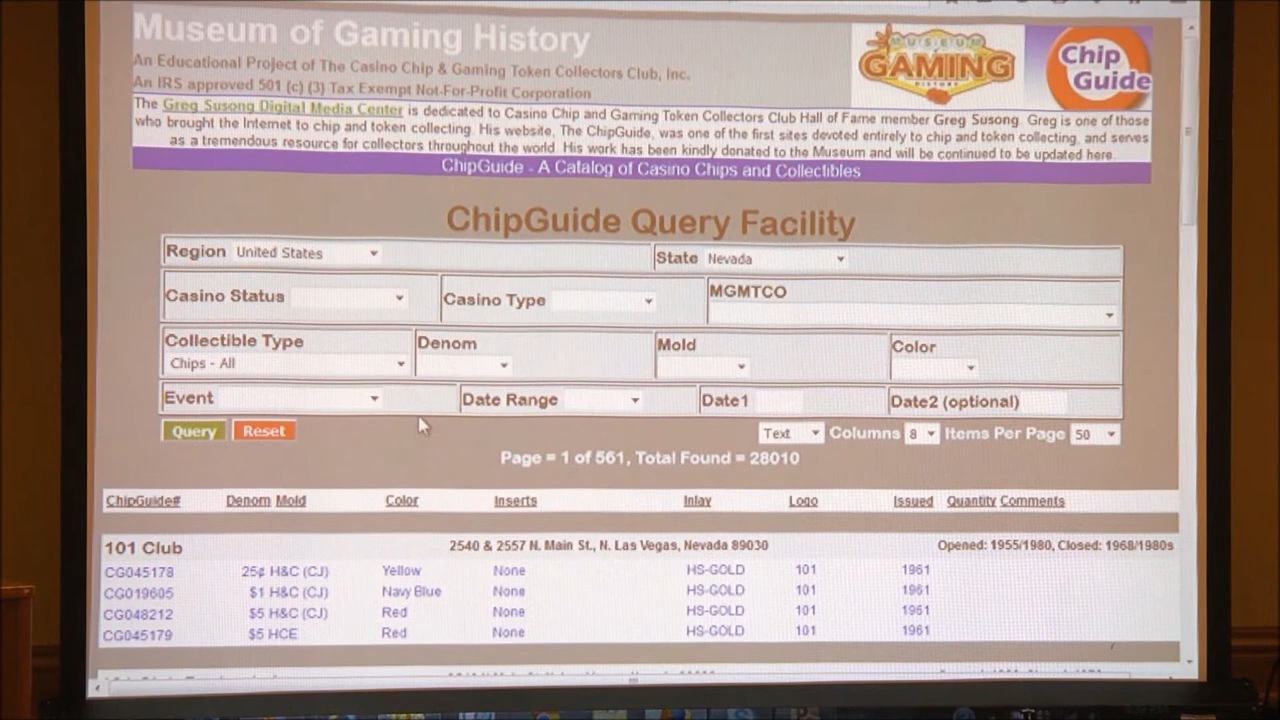 Museum of Gaming History
An Educational Project of The Casino Chip & Gaming Token Collectors Club, Inc.
An IRS approved 501 (c) (3) Tax Exempt Not-For-Profit Corporation
MUSEUM OF
GAMING
HISTORY
Chip
Guide
The Greg Susong Digital Media Center is dedicated to Casino Chip and Gaming Token Collectors Club Hall of Fame member Greg Susong. Greg is one of those
who brought the Internet to chip and token collecting. His website, The ChipGuide, was one of the first sites devoted entirely to chip and token collecting, and serves
as a tremendous resource for collectors throughout the world. His work has been kindly donated to the Museum and will be continued to be updated here.
ChipGuide - A Catalog of Casino Chips and Collectibles
ChipGuide Query Facility
Region United States State Nevada
Casino Status Casino Type MGMTCO
Collectible Type Denom Mold Color
Chips - All
Event Date Range Date1 Date2 (optional)
Query Reset Text Columns 8 Items Per Page 50
Page = 1 of 561, Total Found = 28010
ChipGuide# Denom Mold Color Inserts Inlay Logo Issued Quantity Comments
101 Club 2540 & 2557 N. Main St., N. Las Vegas, Nevada 89030 Opened: 1955/1980, Closed: 1968/1980s
CG045178 25¢ H&C (CJ) Yellow None HS-GOLD 101 1961
CG019605 $1 H&C (CJ) Navy Blue None HS-GOLD 101 1961
CG048212 $5 H&C (CJ) Red None HS-GOLD 101 1961
CG045179 $5 HCE Red None HS-GOLD 101 1961